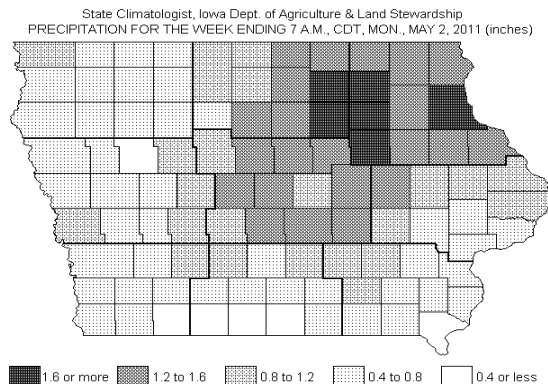 State Climatologist, Iowa Dept. of Agriculture & Land Stewardship
PRECIPITATION FOR THE WEEK ENDING 7 A.M., CDT, MON., MAY 2, 2011 (inches)
1.6 or more 1.2 to 1.6 0.8 to 1.2 0.4 to 0.8 0.4 or less